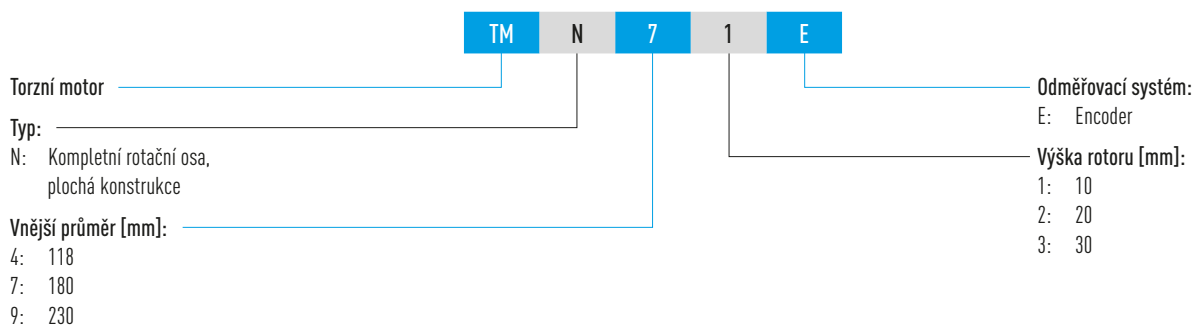 TM N 7 1 E
Torzní motor
Typ:
N: Kompletní rotační osa,
plochá konstrukce
Vnější průměr [mm]:
4: 118
7: 180
9: 230
Odměřovací systém:
E: Encoder
Výška rotoru [mm]:
1: 10
2: 20
3: 30